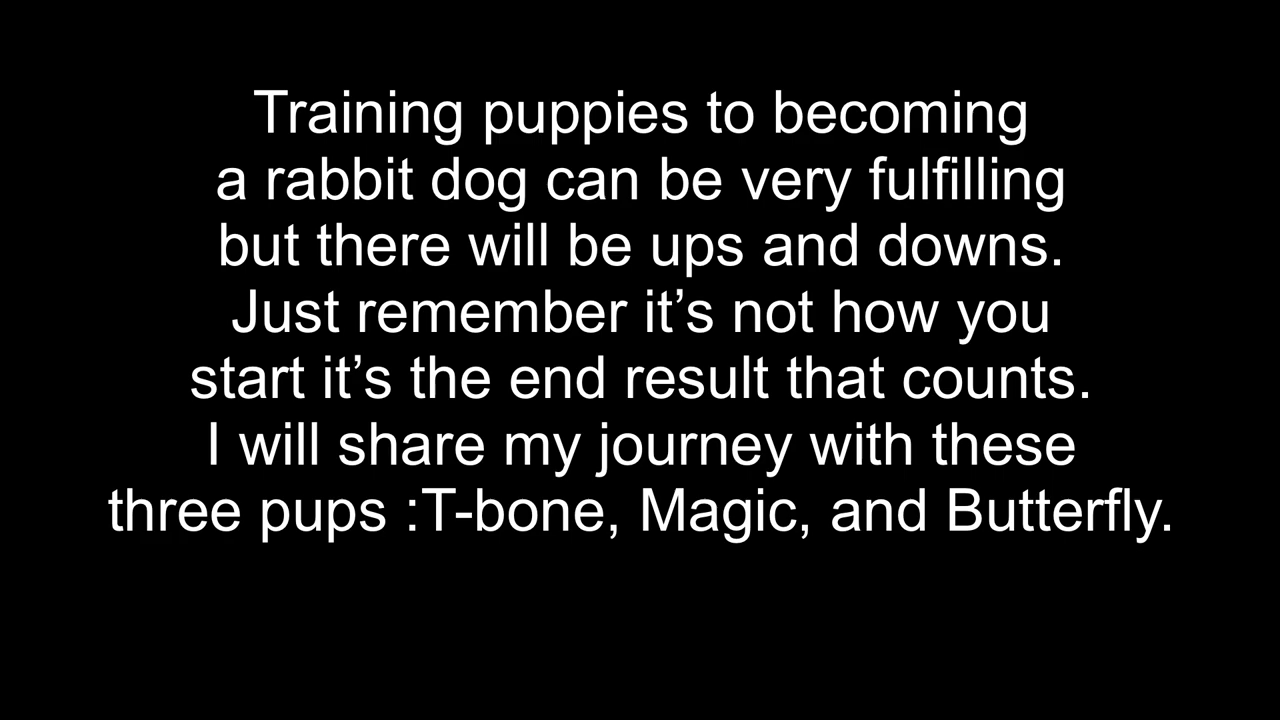 Training puppies to becoming
a rabbit dog can be very fulfilling
but there will be ups and downs.
Just remember it’s not how you
start it’s the end result that counts.
I will share my journey with these
three pups :T-bone, Magic, and Butterfly.